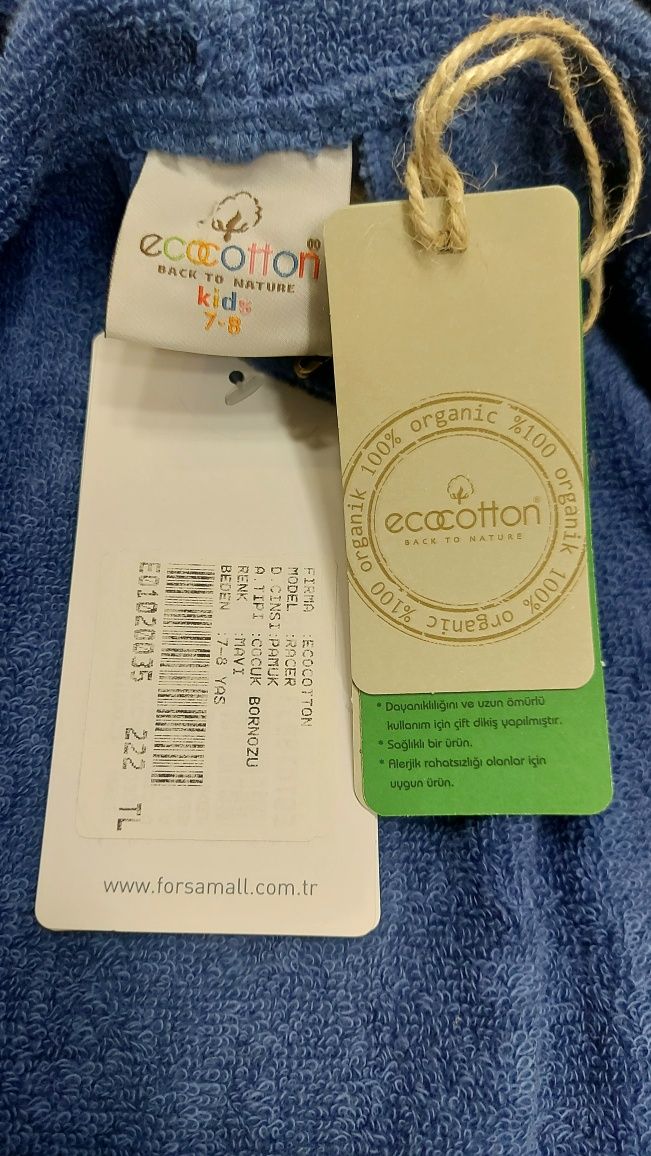 ecocotton®
BACK TO NATURE
kids
7-8
%100 organik 100% organic %100 organik 100% organic
ecocotton®
BACK TO NATURE
* Dayanıklılığını ve uzun ömürlü
kullanım için çift dikiş yapılmıştır.
* Sağlıklı bir ürün.
* Alerjik rahatsızlığı olanlar için
uygun ürün.
FIRMA :ECOCOTTON
MODEL :RACER
D.CINSI:PAMUK
A.TIPI :COCUK BORNOZU
RENK :MAVI
BEDEN :7-8 YAS
E01020035 222 TL
www.forsamall.com.tr